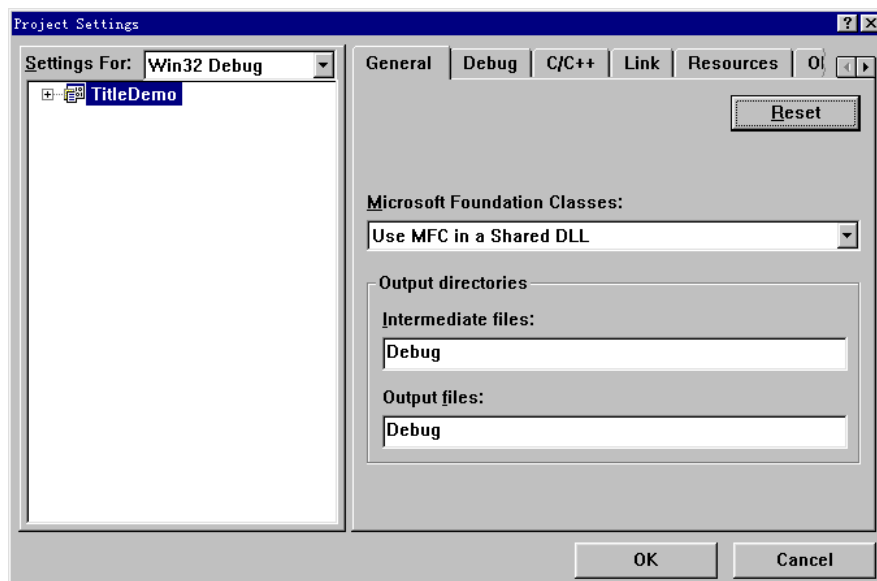 Project Settings
Settings For: Win32 Debug
TitleDemo
General Debug C/C++ Link Resources
Reset
Microsoft Foundation Classes:
Use MFC in a Shared DLL
Output directories
Intermediate files:
Debug
Output files:
Debug
OK Cancel